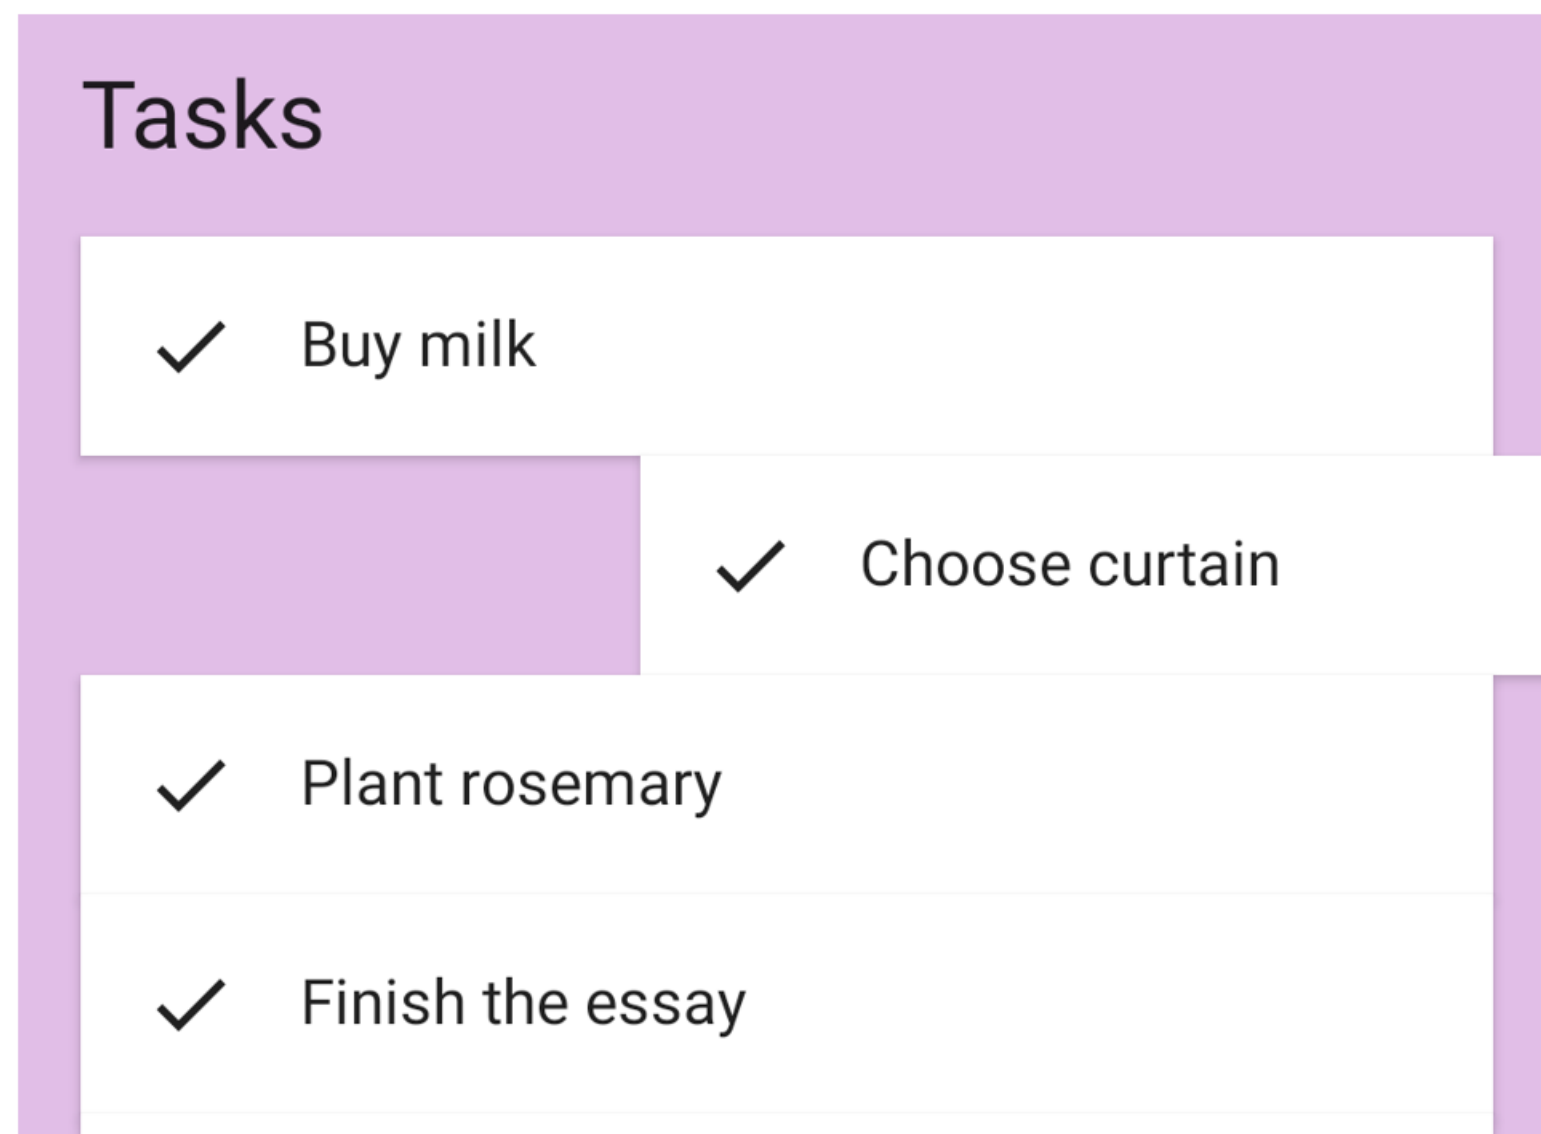 Tasks
Buy milk
Choose curtain
Plant rosemary
Finish the essay